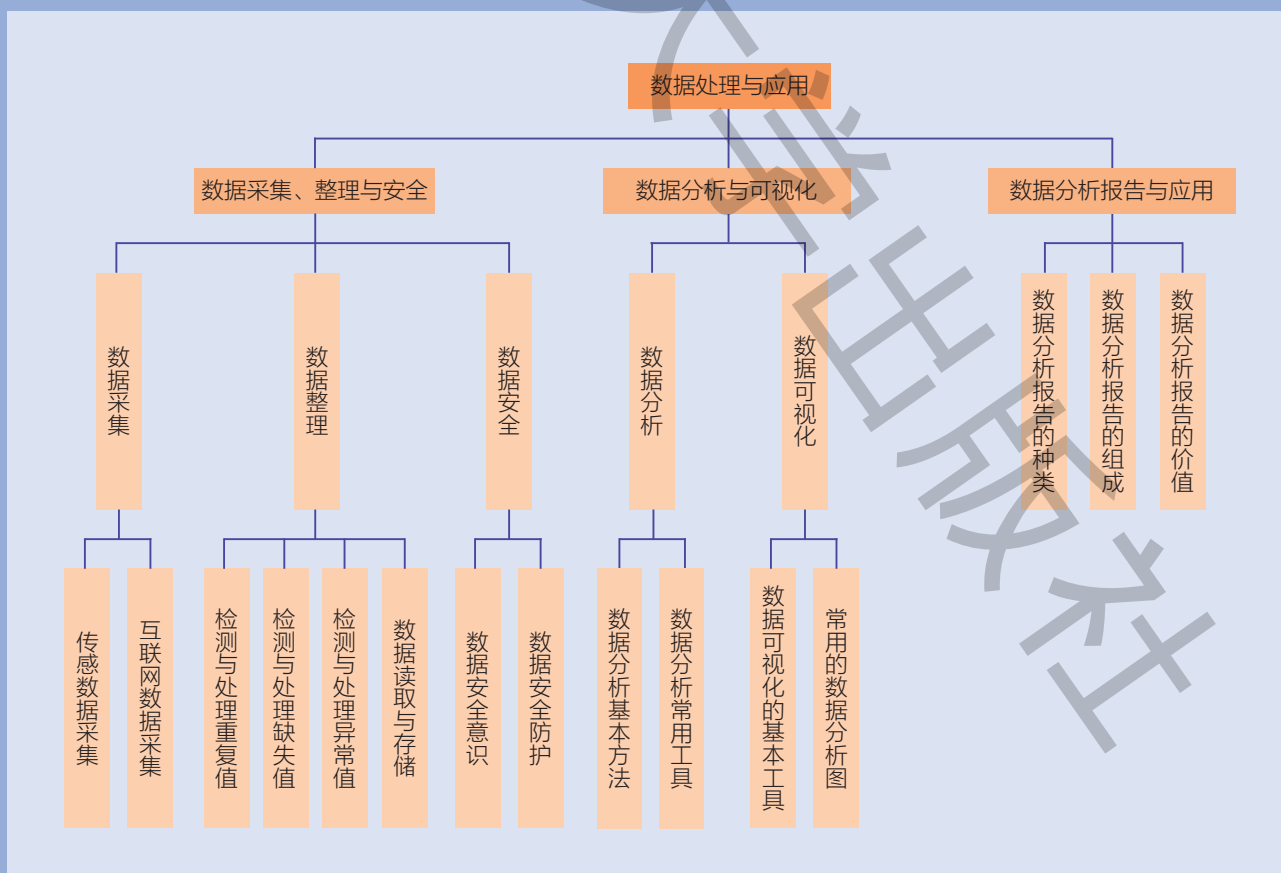 数据处理与应用
数据采集、整理与安全
数据分析与可视化
数据分析报告与应用
数据采集
数据整理
数据安全
数据分析
数据可视化
数据分析报告的种类
数据分析报告的组成
数据分析报告的价值
传感数据采集
互联网数据采集
检测与处理重复值
检测与处理缺失值
检测与处理异常值
数据读取与存储
数据安全意识
数据安全防护
数据分析基本方法
数据分析常用工具
数据可视化的基本工具
常用的数据分析图
学出版社